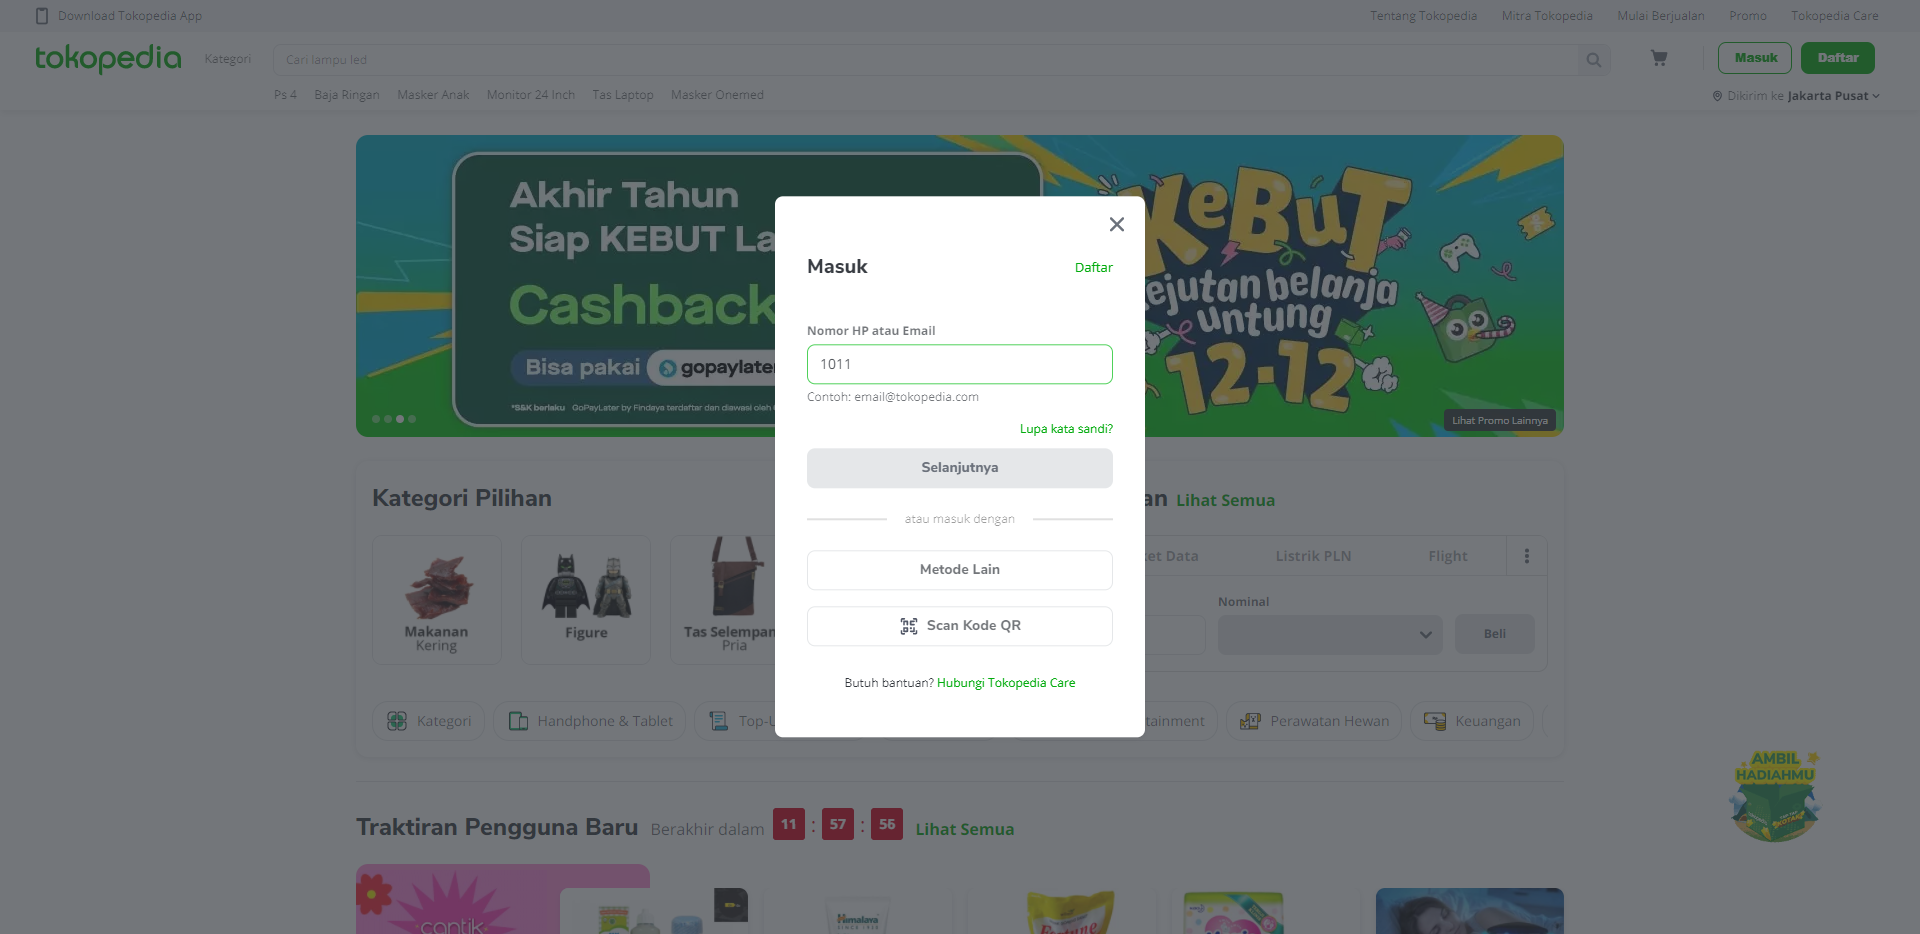 Download Tokopedia App
Tentang Tokopedia
Mitra Tokopedia
Mulai Berjualan
Promo
Tokopedia Care
tokopedia
Kategori
Cari lampu led
Masuk
Daftar
Ps 4
Baja Ringan
Masker Anak
Monitor 24 Inch
Tas Laptop
Masker Onemed
Dikirim ke Jakarta Pusat
Akhir Tahun
Siap KEBUT La
Cashback
Bisa pakai gopaylater
*S&K berlaku GoPayLater by Findaya terdaftar dan diawasi oleh
KeBuT
ejutan belanja
untung
12.12
Lihat Promo Lainnya
Masuk
Daftar
Nomor HP atau Email
1011
Contoh: email@tokopedia.com
Lupa kata sandi?
Selanjutnya
atau masuk dengan
Metode Lain
Scan Kode QR
Butuh bantuan? Hubungi Tokopedia Care
Kategori Pilihan
an Lihat Semua
Makanan
Kering
Figure
Tas Selempan
Pria
et Data
Listrik PLN
Flight
Nominal
Beli
Kategori
Handphone & Tablet
Top-U
tainment
Perawatan Hewan
Keuangan
AMBIL
HADIAHMU
Traktiran Pengguna Baru
Berakhir dalam
11 : 57 : 56
Lihat Semua
cantik
Himalaya
SINCE 1930
Fortune